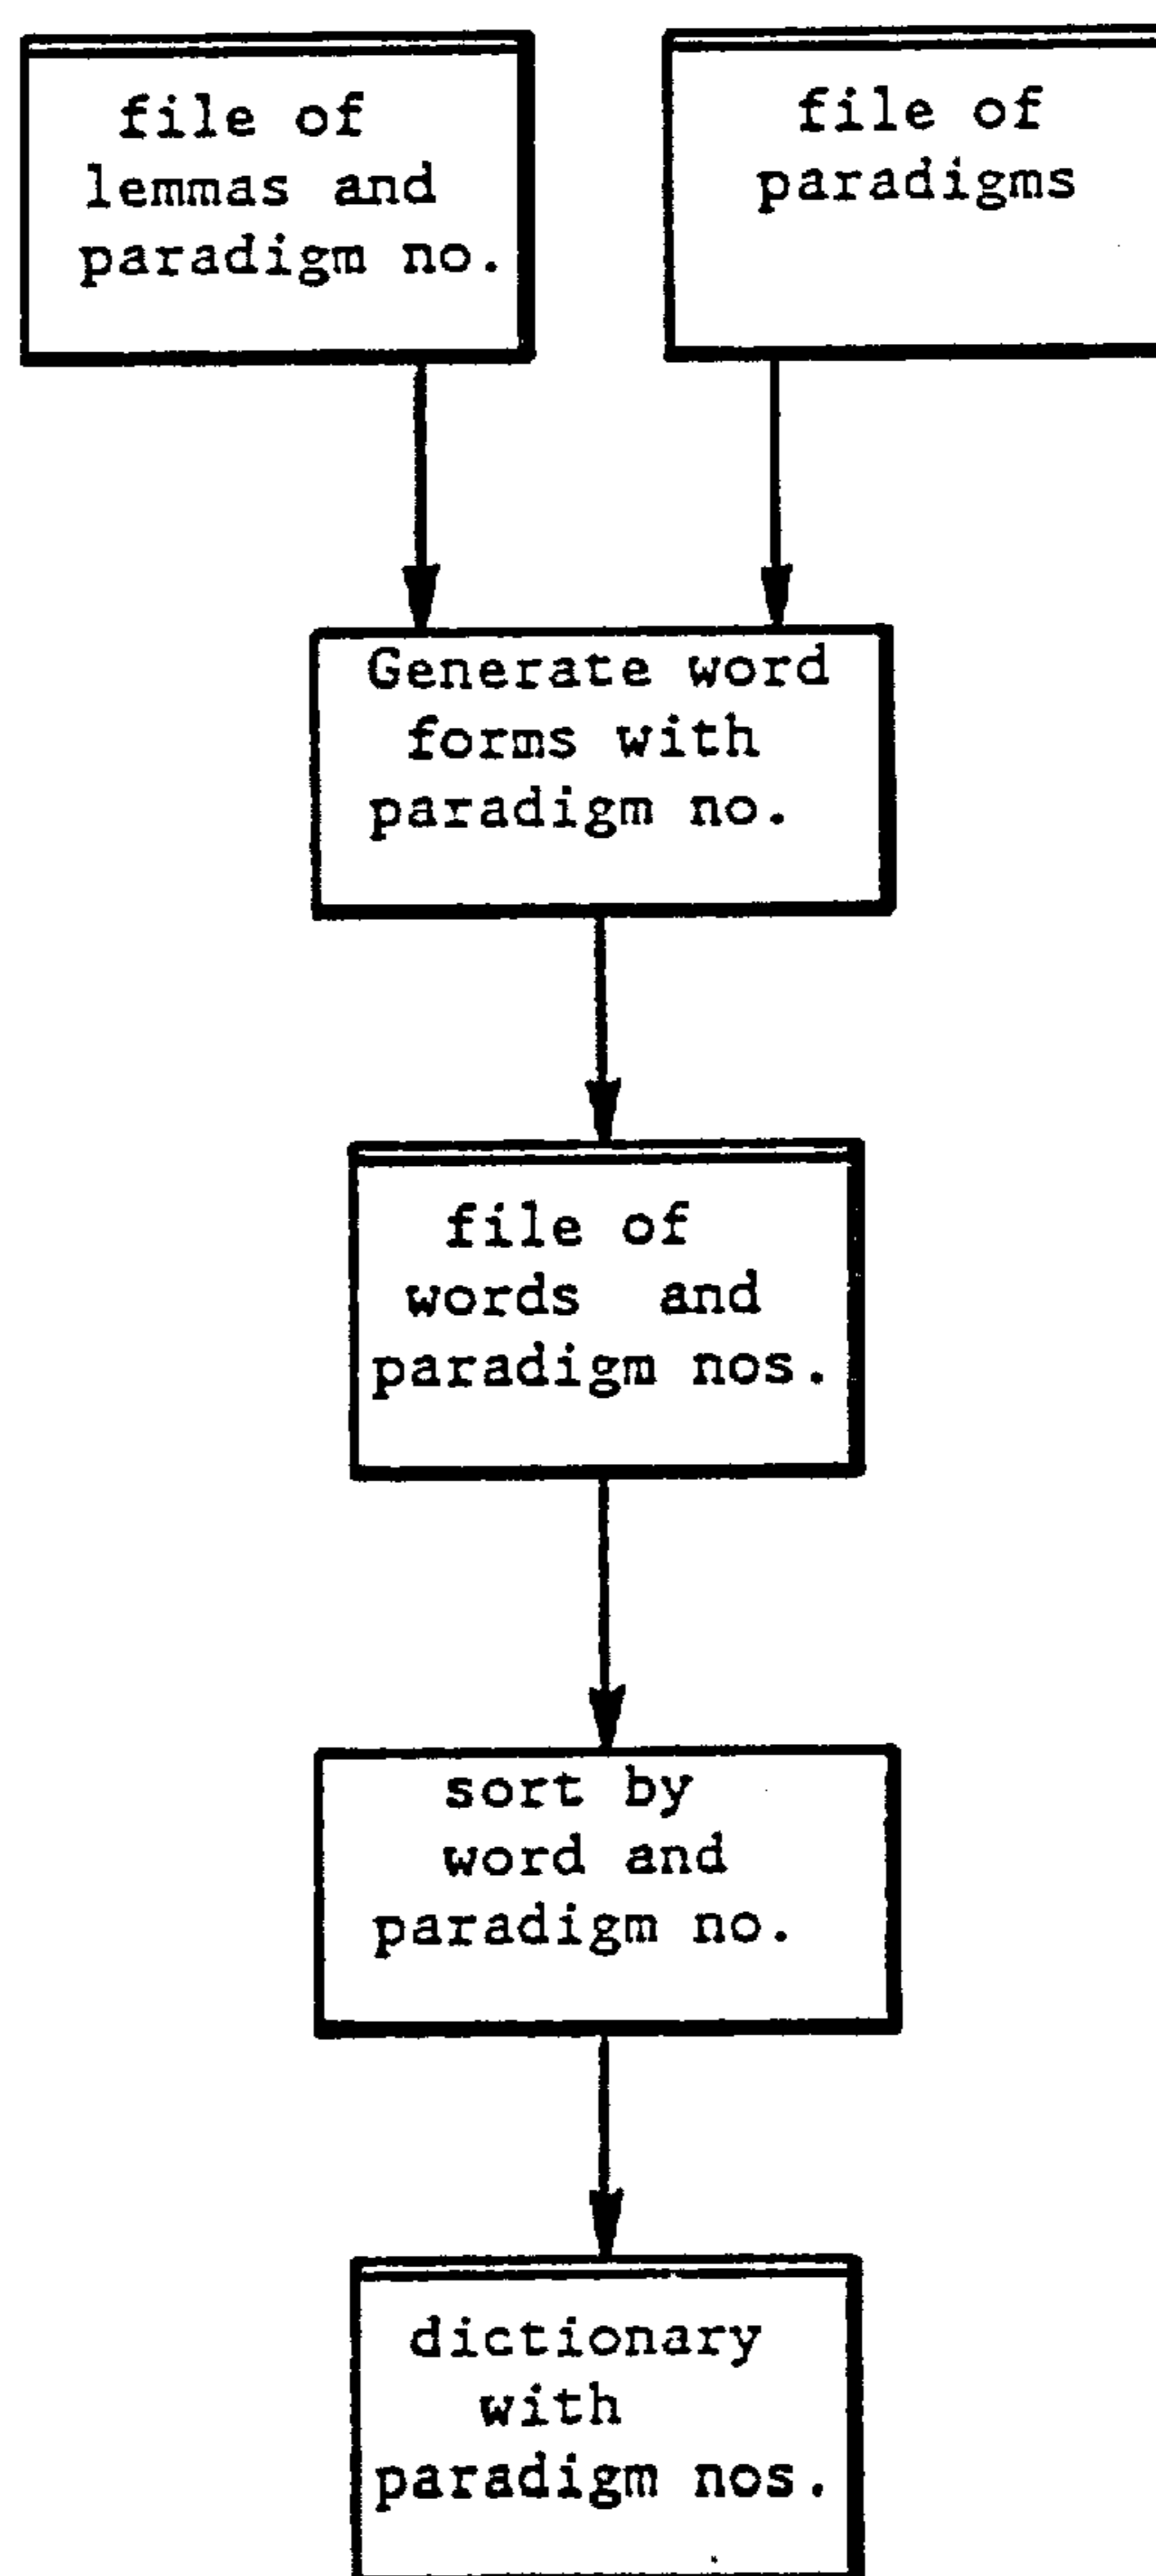 file of
lemmas and
paradigm no.
file of
paradigms
Generate word
forms with
paradigm no.
file of
words and
paradigm nos.
sort by
word and
paradigm no.
dictionary
with
paradigm nos.